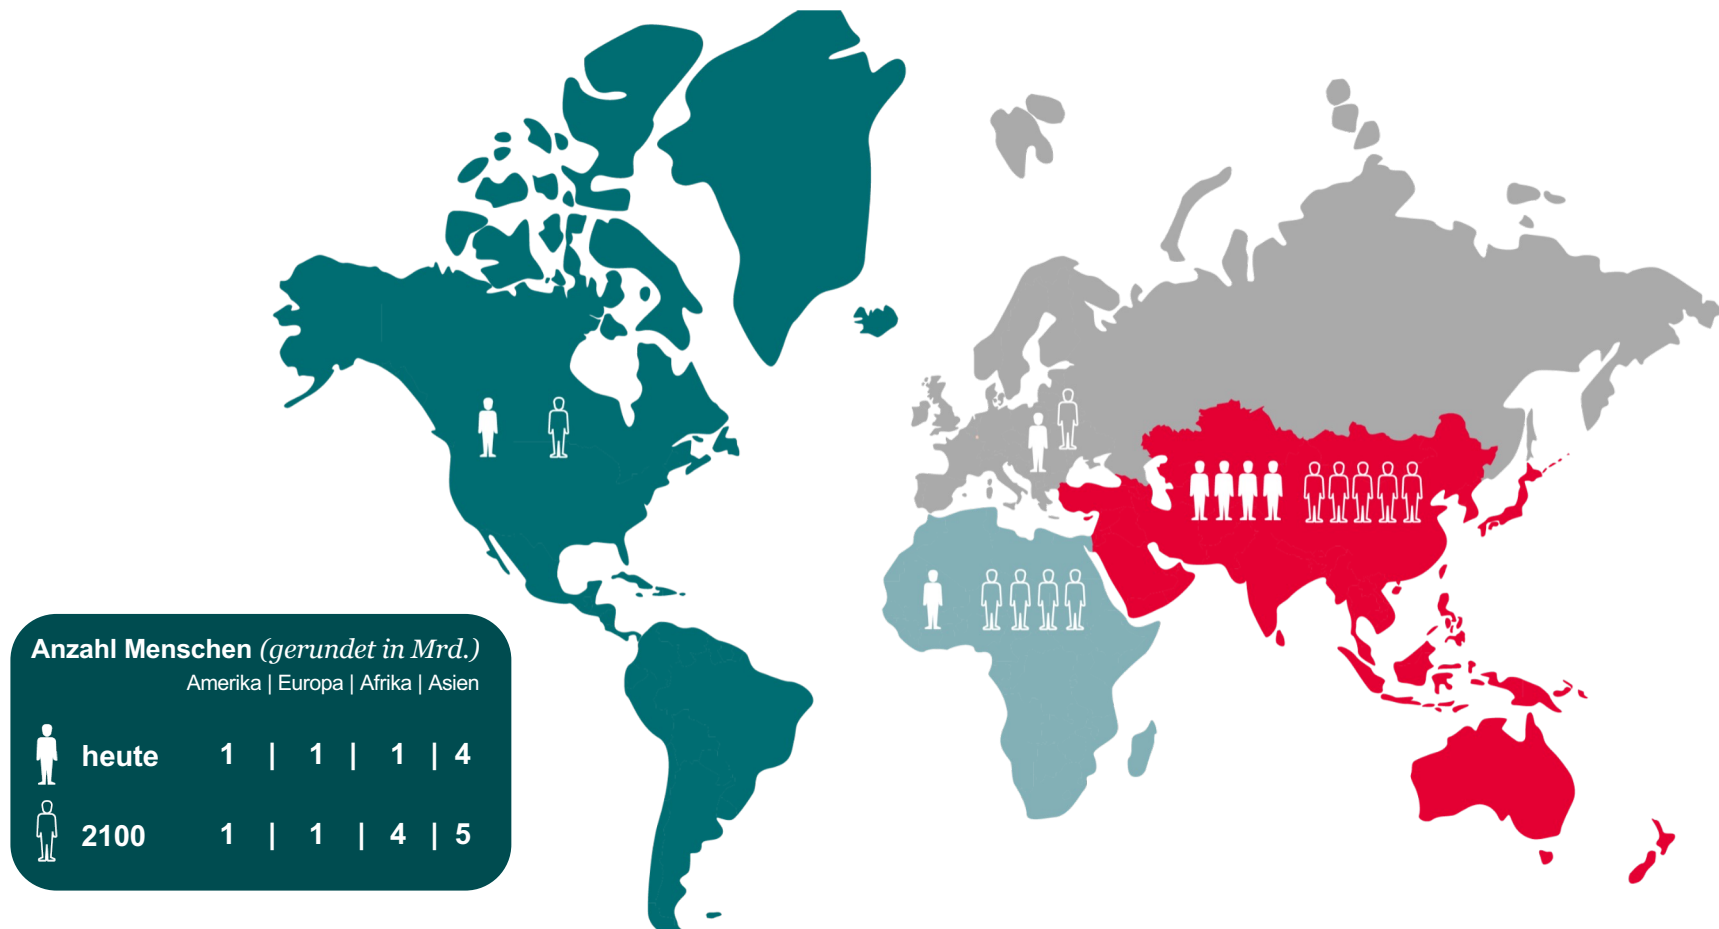 Anzahl Menschen (gerundet in Mrd.)
Amerika | Europa | Afrika | Asien
heute 1 | 1 | 1 | 4
2100 1 | 1 | 4 | 5